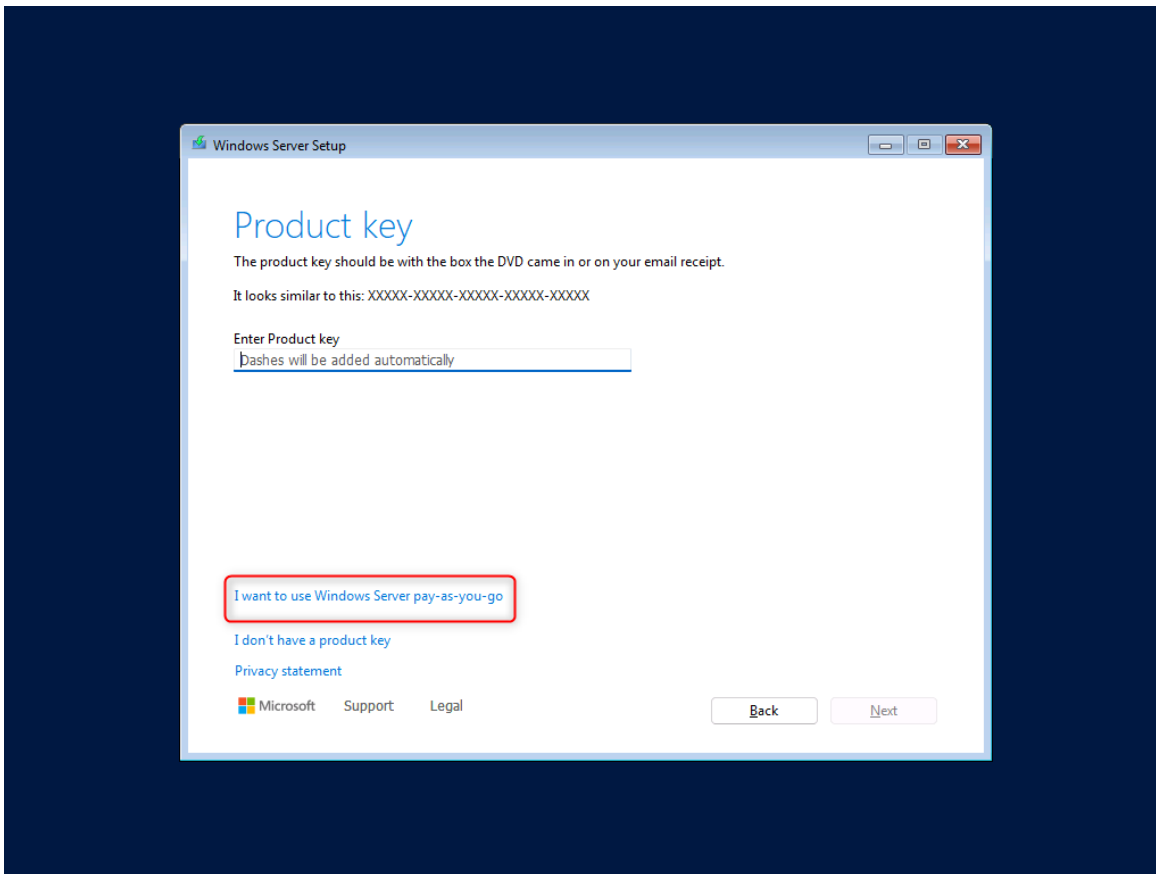 Windows Server Setup
Product key
The product key should be with the box the DVD came in or on your email receipt.
It looks similar to this: XXXXX-XXXXX-XXXXX-XXXXX-XXXXX
Enter Product key
Dashes will be added automatically
I want to use Windows Server pay-as-you-go
I don't have a product key
Privacy statement
Microsoft Support Legal
Back Next